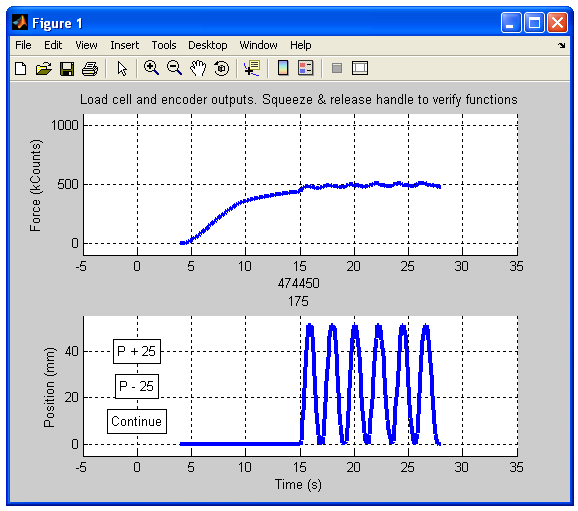 Figure 1
File Edit View Insert Tools Desktop Window Help
Load cell and encoder outputs. Squeeze & release handle to verify functions
Force (kCounts)
1000
500
0
-5 0 5 10 15 20 25 30 35
474450
175
Position (mm)
40
20
0
P + 25
P - 25
Continue
-5 0 5 10 15 20 25 30 35
Time (s)